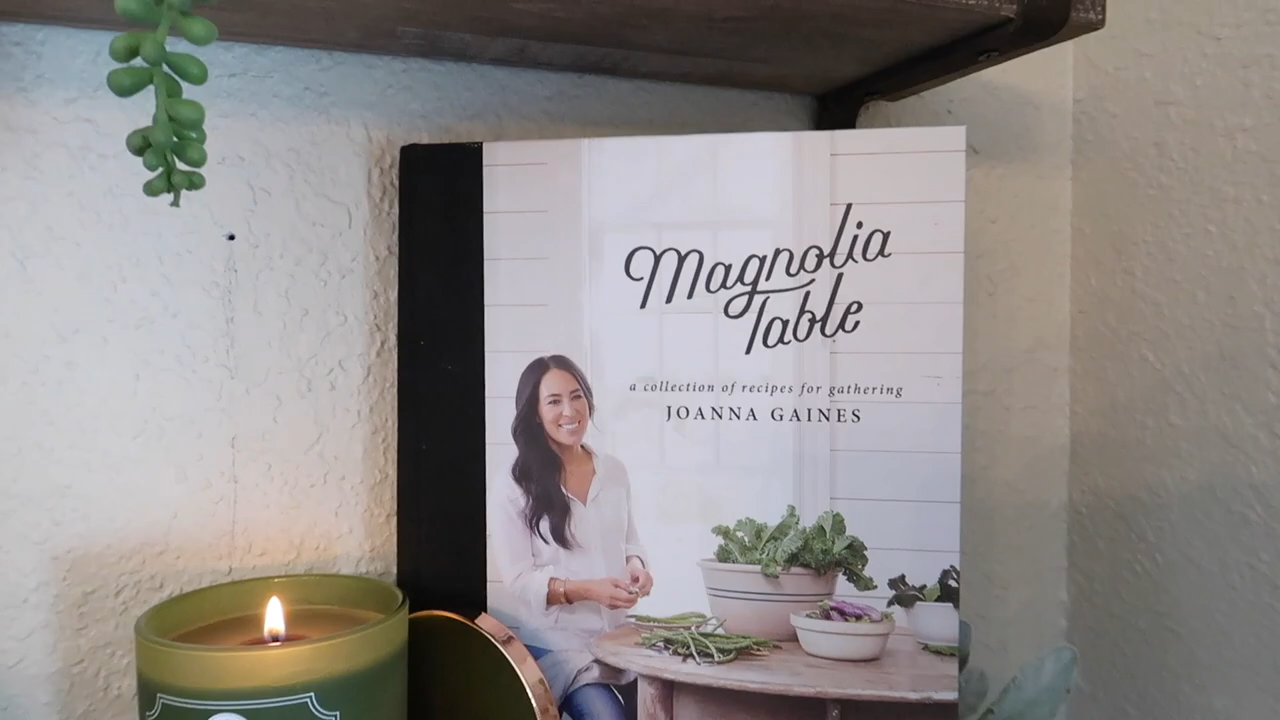 Magnolia
Table
a collection of recipes for gathering
JOANNA GAINES